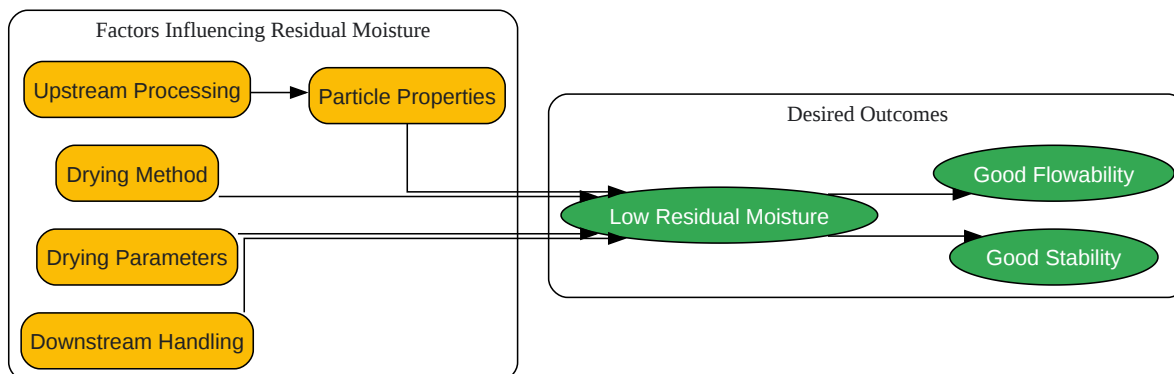 Factors Influencing Residual Moisture
Upstream Processing
Particle Properties
Drying Method
Drying Parameters
Downstream Handling
Desired Outcomes
Low Residual Moisture
Good Flowability
Good Stability